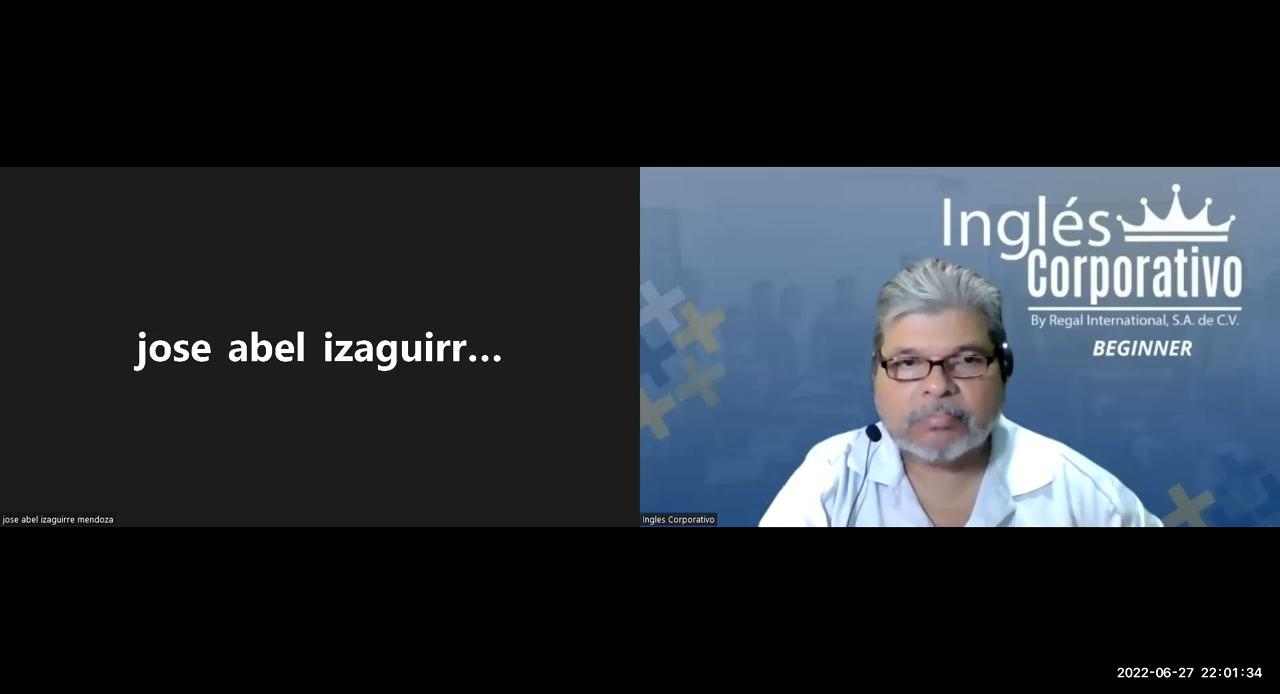 jose abel izaguirr...
jose abel izaguirre mendoza
Inglés
Corporativo
By Regal International, S.A. de C.V.
BEGINNER
Ingles Corporativo
2022-06-27 22:01:34